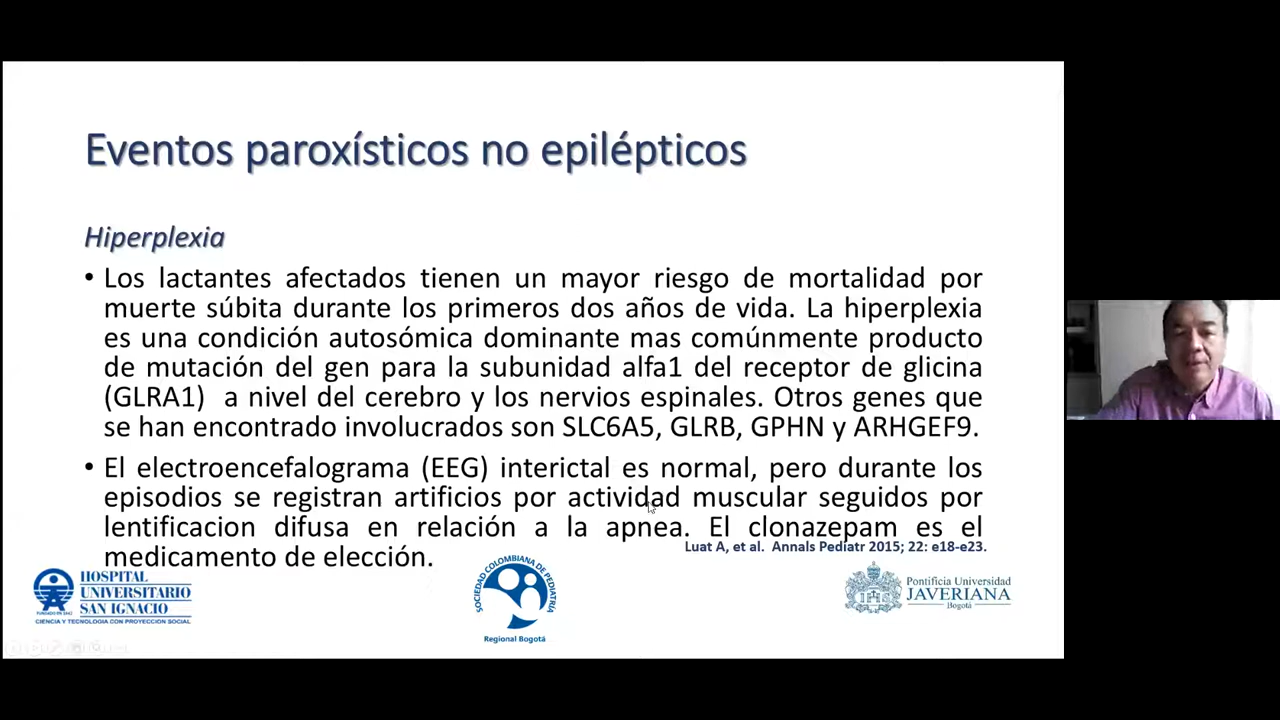 Eventos paroxísticos no epilépticos
Hiperplexia
• Los lactantes afectados tienen un mayor riesgo de mortalidad por
muerte súbita durante los primeros dos años de vida. La hiperplexia
es una condición autosómica dominante mas comúnmente producto
de mutación del gen para la subunidad alfa1 del receptor de glicina
(GLRA1)  a nivel del cerebro y los nervios espinales. Otros genes que
se han encontrado involucrados son SLC6A5, GLRB, GPHN y ARHGEF9.
• El electroencefalograma (EEG) interictal es normal, pero durante los
episodios se registran artificios por actividad muscular seguidos por
lentificacion difusa en relación a la apnea. El clonazepam es el
medicamento de elección.
Luat A, et al.  Annals Pediatr 2015; 22: e18-e23.
HOSPITAL
UNIVERSITARIO
SAN IGNACIO
CIENCIA Y TECNOLOGIA CON PROYECCION SOCIAL
SOCIEDAD COLOMBIANA DE PEDIATRÍA
Regional Bogotá
Pontificia Universidad
JAVERIANA
Bogotá